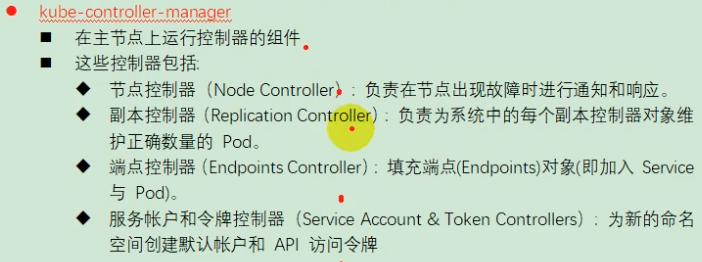 kube-controller-manager
在主节点上运行控制器的组件
这些控制器包括:
节点控制器（Node Controller）: 负责在节点出现故障时进行通知和响应。
副本控制器（Replication Controller）: 负责为系统中的每个副本控制器对象维
护正确数量的 Pod。
端点控制器（Endpoints Controller）: 填充端点(Endpoints)对象(即加入 Service
与 Pod)。
服务帐户和令牌控制器（Service Account & Token Controllers）: 为新的命名
空间创建默认帐户和 API 访问令牌